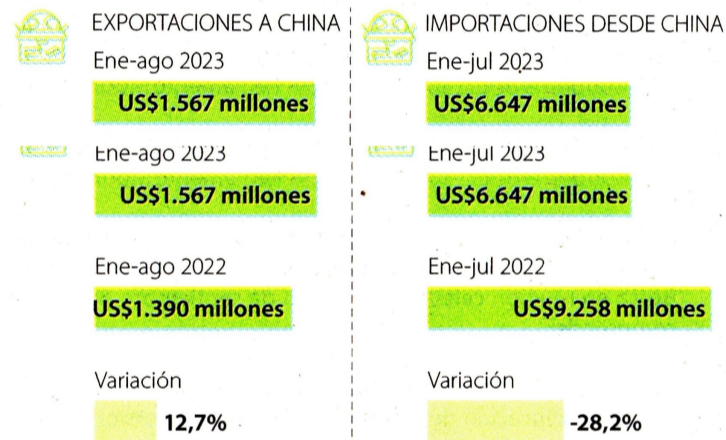 EXPORTACIONES A CHINA
Ene-ago 2023
US$1.567 millones
Ene-ago 2023
US$1.567 millones
Ene-ago 2022
US$1.390 millones
Variación
12,7%
IMPORTACIONES DESDE CHINA
Ene-jul 2023
US$6.647 millones
Ene-jul 2023
US$6.647 millones
Ene-jul 2022
US$9.258 millones
Variación
-28,2%